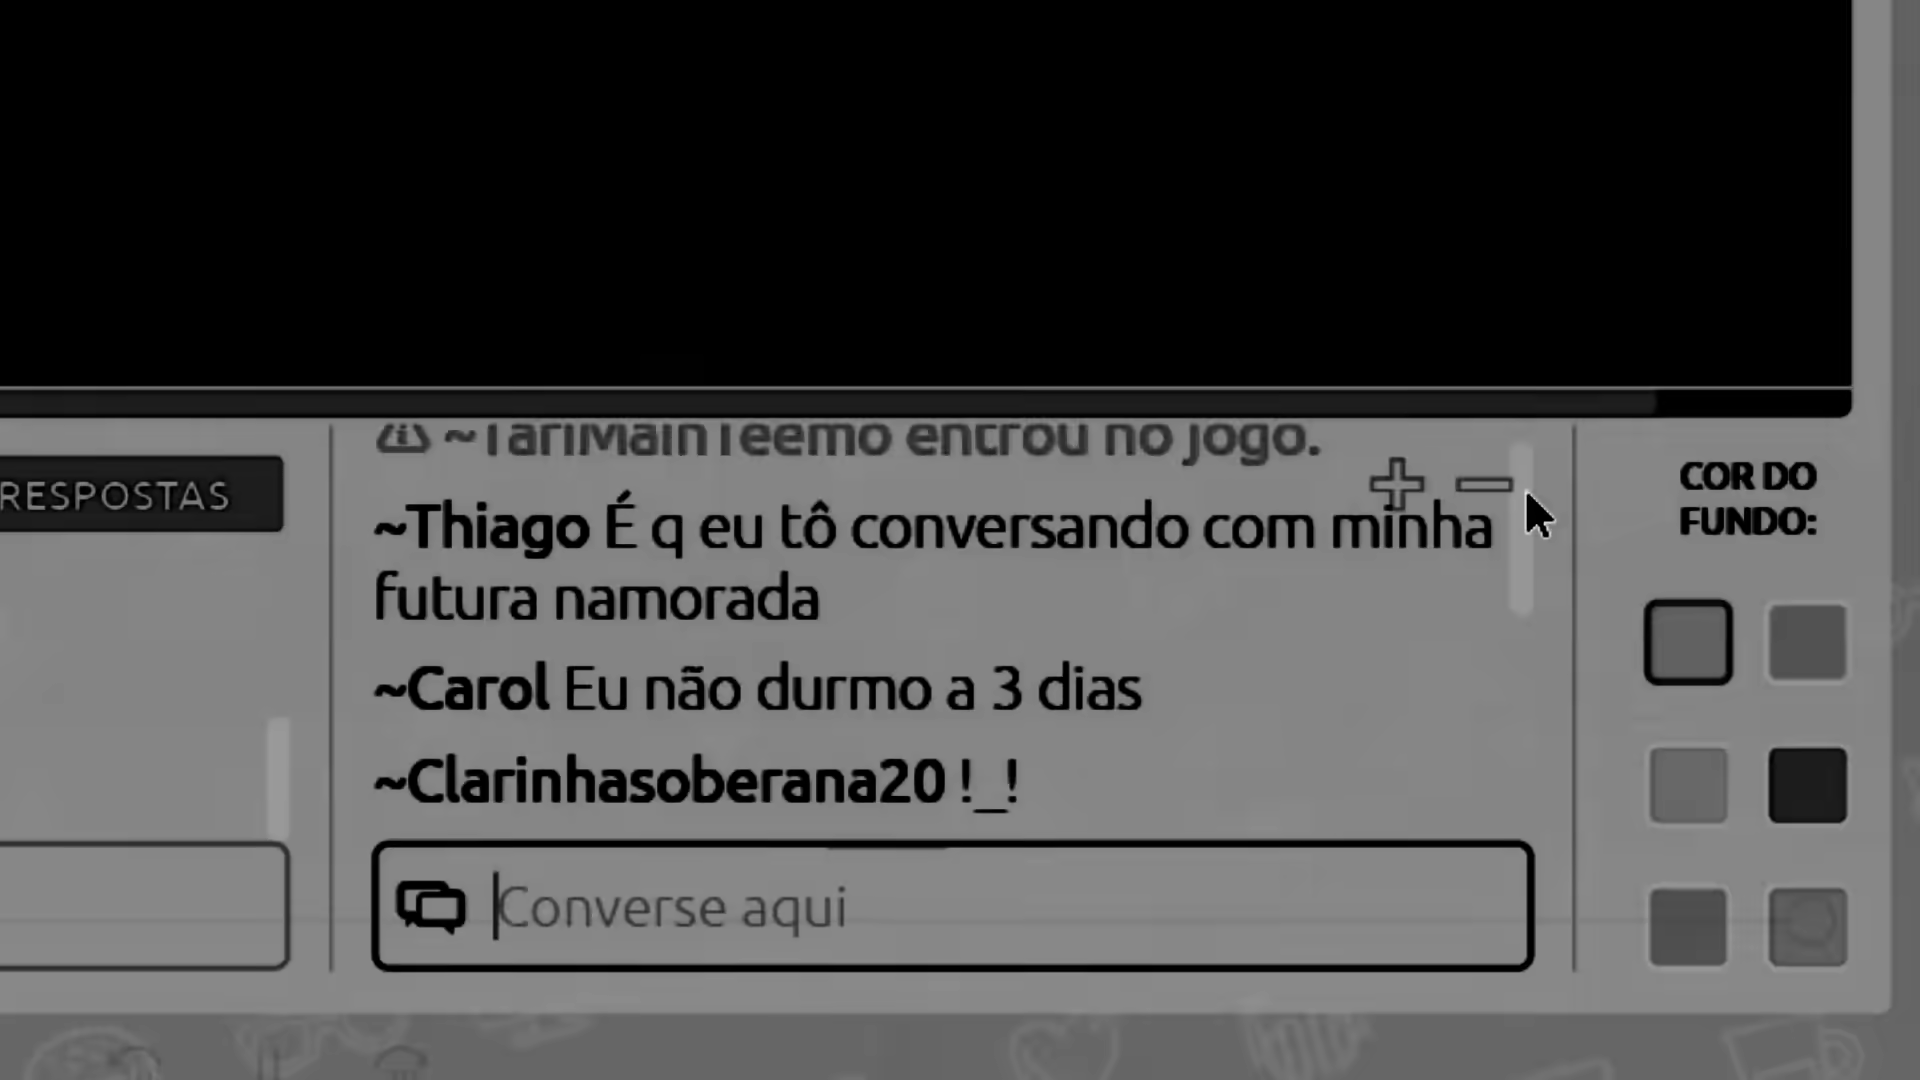 ~TariMainTeemo entrou no jogo.
RESPOSTAS
~Thiago É q eu tô conversando com minha
futura namorada
~Carol Eu não durmo a 3 dias
~Clarinhasoberana20 !_!
Converse aqui
COR DO
FUNDO: